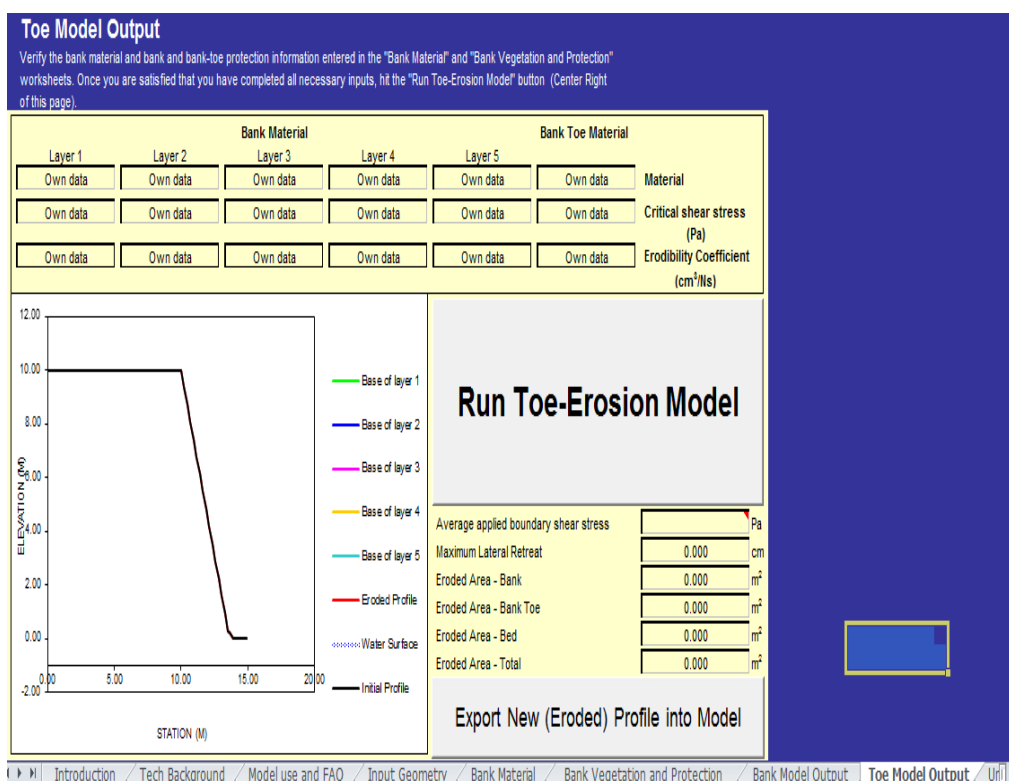 Toe Model Output
Verify the bank material and bank and bank-toe protection information entered in the "Bank Material" and "Bank Vegetation and Protection"
worksheets. Once you are satisfied that you have completed all necessary inputs, hit the "Run Toe-Erosion Model" button (Center Right
of this page).
Bank Material Bank Toe Material
Layer 1 Layer 2 Layer 3 Layer 4 Layer 5
Own data Own data Own data Own data Own data Own data Material
Own data Own data Own data Own data Own data Own data Critical shear stress
(Pa)
Own data Own data Own data Own data Own data Own data Erodibility Coefficient
(cm³/Ns)
12.00
10.00
8.00
6.00
4.00
2.00
0.00
-2.00
ELEVATION (M)
0.00 5.00 10.00 15.00 20.00
STATION (M)
Base of layer 1
Base of layer 2
Base of layer 3
Base of layer 4
Base of layer 5
Eroded Profile
Water Surface
Initial Profile
Run Toe-Erosion Model
Average applied boundary shear stress Pa
Maximum Lateral Retreat 0.000 cm
Eroded Area - Bank 0.000 m²
Eroded Area - Bank Toe 0.000 m²
Eroded Area - Bed 0.000 m²
Eroded Area - Total 0.000 m²
Export New (Eroded) Profile into Model
Introduction Tech Background Model use and FAQ Input Geometry Bank Material Bank Vegetation and Protection Bank Model Output Toe Model Output